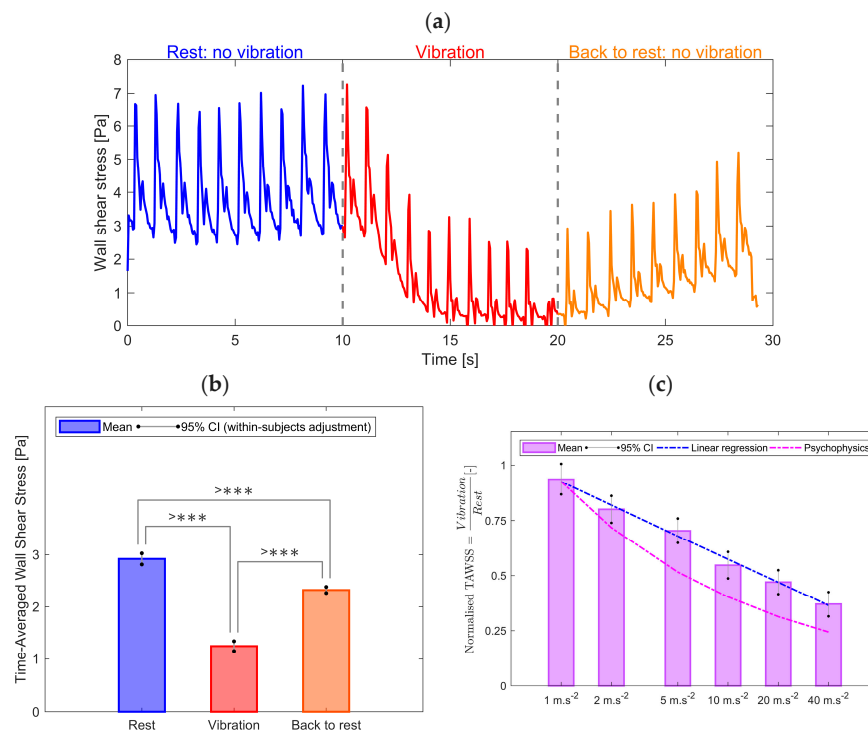 (a)
Rest: no vibration Vibration Back to rest: no vibration
8
7
6
5
4
3
2
1
0
Wall shear stress [Pa]
0 5 10 15 20 25 30
Time [s]
(b)
Mean 95% CI (within-subjects adjustment)
Time-Averaged Wall Shear Stress [Pa]
3
2
1
0
>***
>***
>***
Rest Vibration Back to rest
(c)
Mean 95% CI Linear regression Psychophysics
Normalised TAWSS = Vibration/Rest [-]
1
0.75
0.5
0.25
0
1 m.s⁻² 2 m.s⁻² 5 m.s⁻² 10 m.s⁻² 20 m.s⁻² 40 m.s⁻²